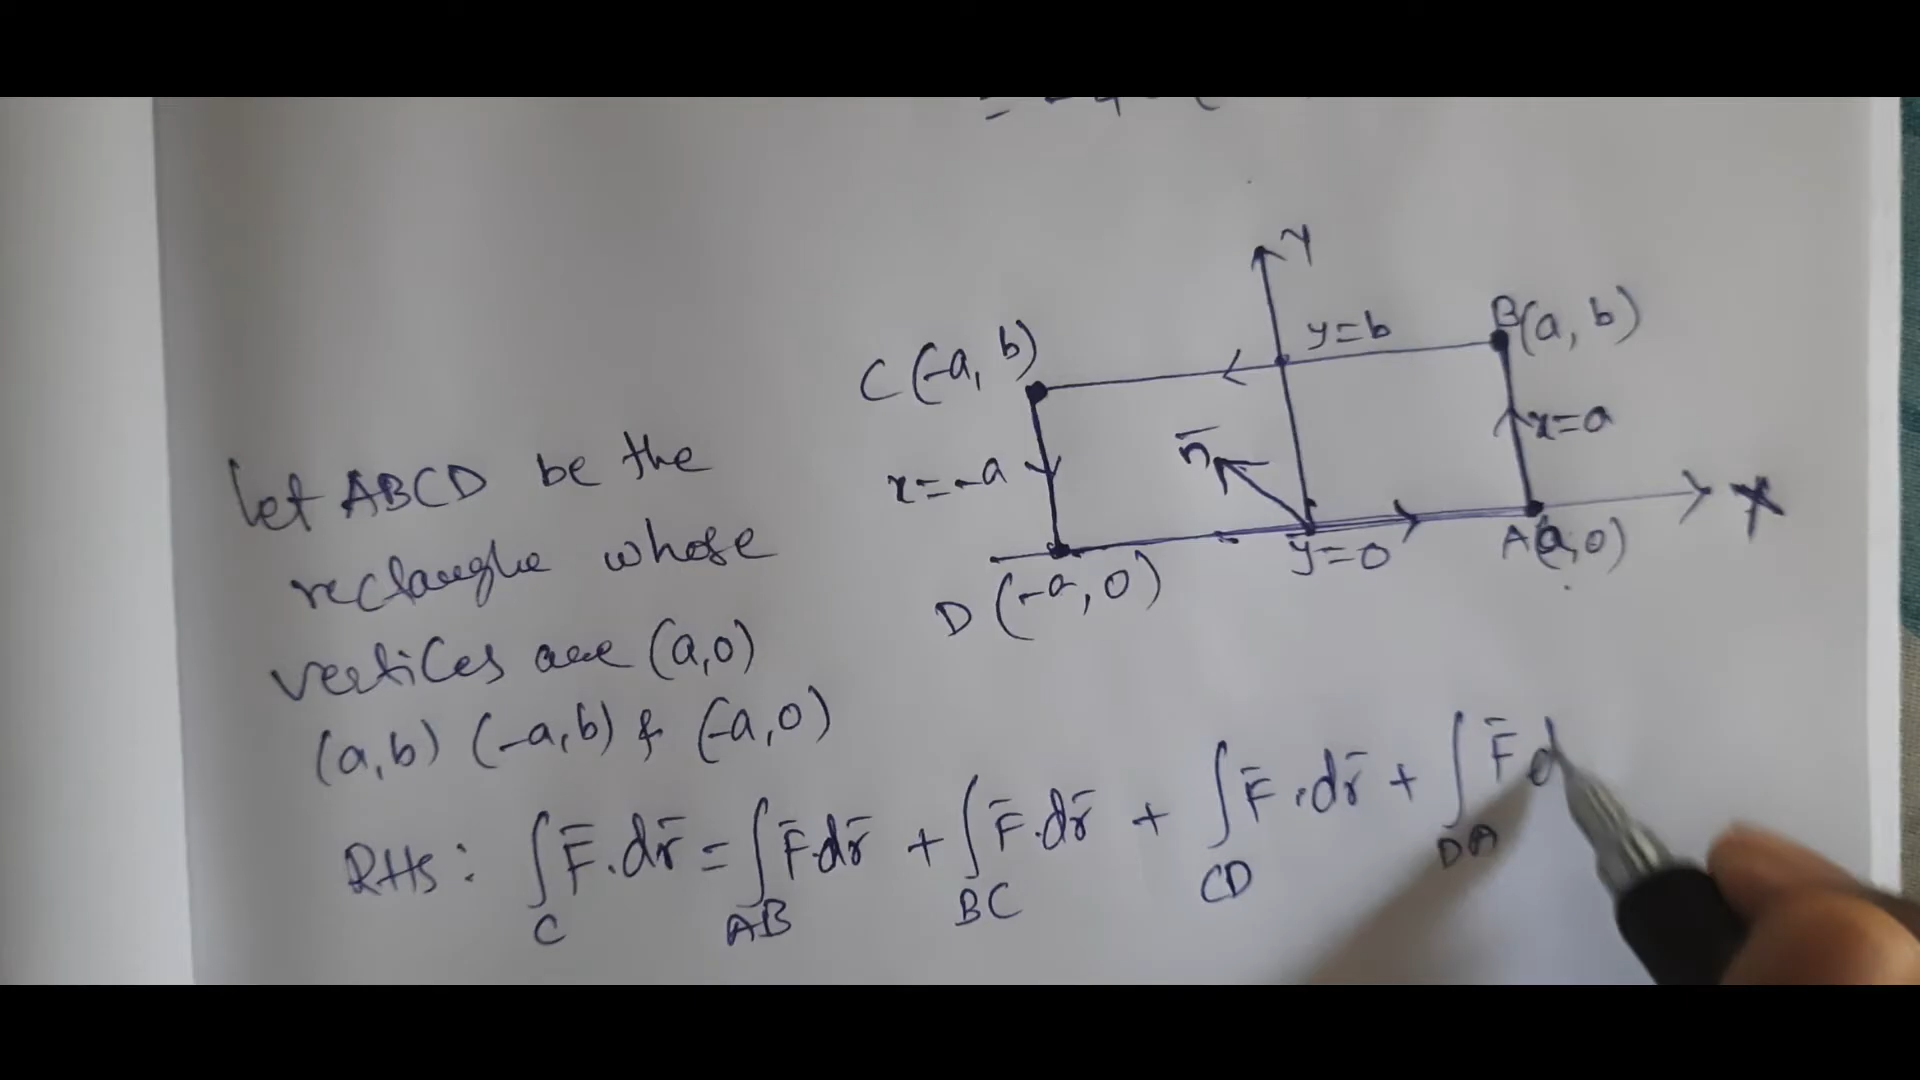 Y
B(a, b)
y=b
C(-a, b)
x=a
n̄
x=-a
X
y=0
A(a,0)
D(-a,0)
let ABCD be the
rectanghe whose
vertices are (a,0)
(a,b) (-a,b) & (-a,0)
RHS: ∫ F̄.dr̄ = ∫ F̄.dr̄ + ∫ F̄.dr̄ + ∫ F̄.dr̄ + ∫ F̄ d
C AB BC CD DA